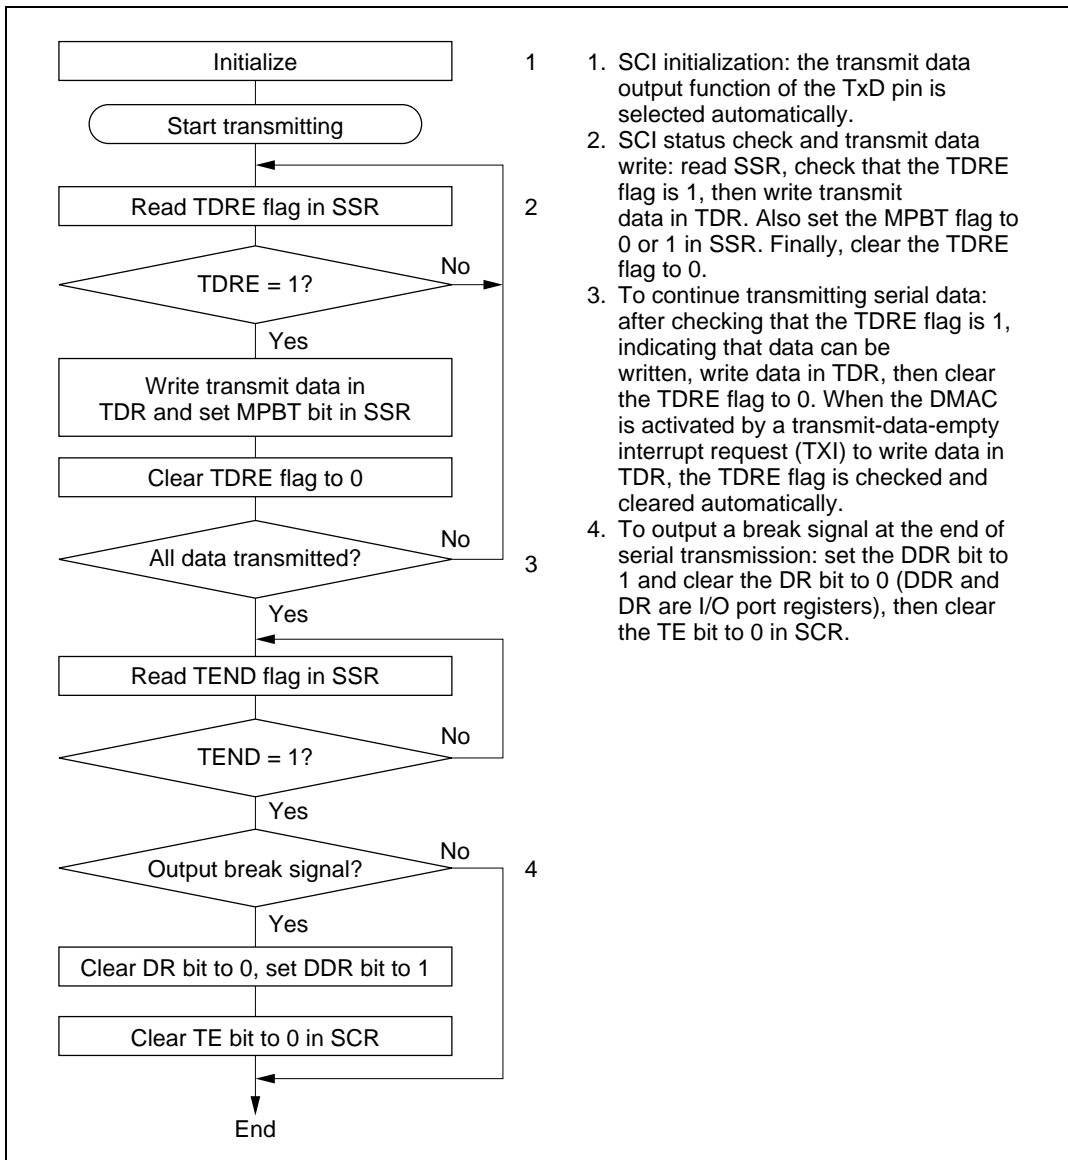 Initialize
1
Start transmitting
Read TDRE flag in SSR
2
TDRE = 1?
No
Yes
Write transmit data in
TDR and set MPBT bit in SSR
Clear TDRE flag to 0
All data transmitted?
No
3
Yes
Read TEND flag in SSR
TEND = 1?
No
Yes
Output break signal?
No
4
Yes
Clear DR bit to 0, set DDR bit to 1
Clear TE bit to 0 in SCR
End
1. SCI initialization: the transmit data
output function of the TxD pin is
selected automatically.
2. SCI status check and transmit data
write: read SSR, check that the TDRE
flag is 1, then write transmit
data in TDR. Also set the MPBT flag to
0 or 1 in SSR. Finally, clear the TDRE
flag to 0.
3. To continue transmitting serial data:
after checking that the TDRE flag is 1,
indicating that data can be
written, write data in TDR, then clear
the TDRE flag to 0. When the DMAC
is activated by a transmit-data-empty
interrupt request (TXI) to write data in
TDR, the TDRE flag is checked and
cleared automatically.
4. To output a break signal at the end of
serial transmission: set the DDR bit to
1 and clear the DR bit to 0 (DDR and
DR are I/O port registers), then clear
the TE bit to 0 in SCR.